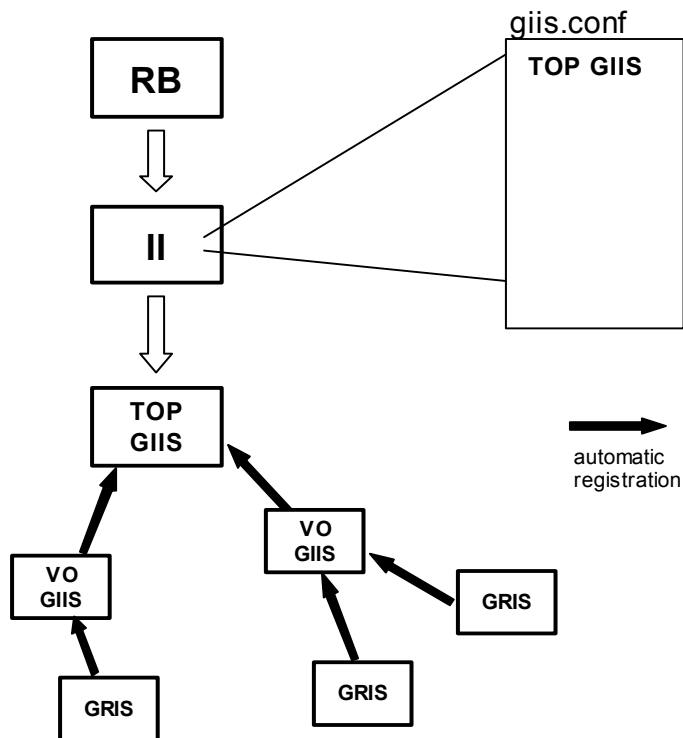 giis.conf
RB
TOP GIIS
II
TOP
GIIS
automatic
registration
VO
GIIS
VO
GIIS
GRIS
GRIS
GRIS